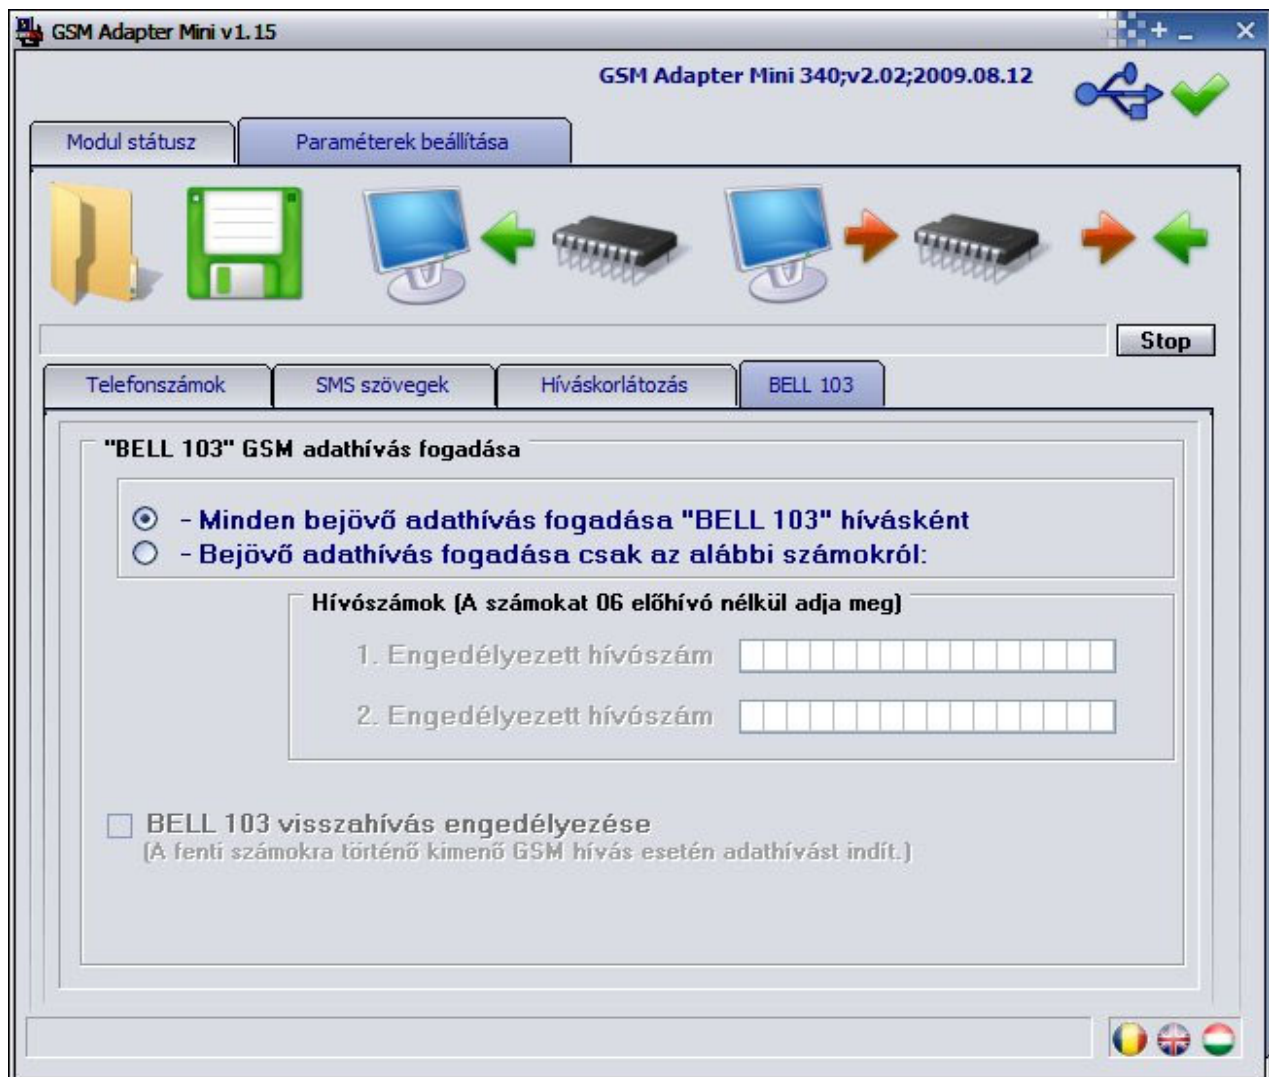 GSM Adapter Mini v1.15
GSM Adapter Mini 340;v2.02;2009.08.12
Modul státusz
Paraméterek beállítása
Stop
Telefonszámok
SMS szövegek
Híváskorlátozás
BELL 103
"BELL 103" GSM adathívás fogadása
- Minden bejövő adathívás fogadása "BELL 103" hívásként
- Bejövő adathívás fogadása csak az alábbi számokról:
Hívószámok (A számokat 06 előhívó nélkül adja meg)
1. Engedélyezett hívószám
2. Engedélyezett hívószám
BELL 103 visszahívás engedélyezése
(A fenti számokra történő kimenő GSM hívás esetén adathívást indít.)